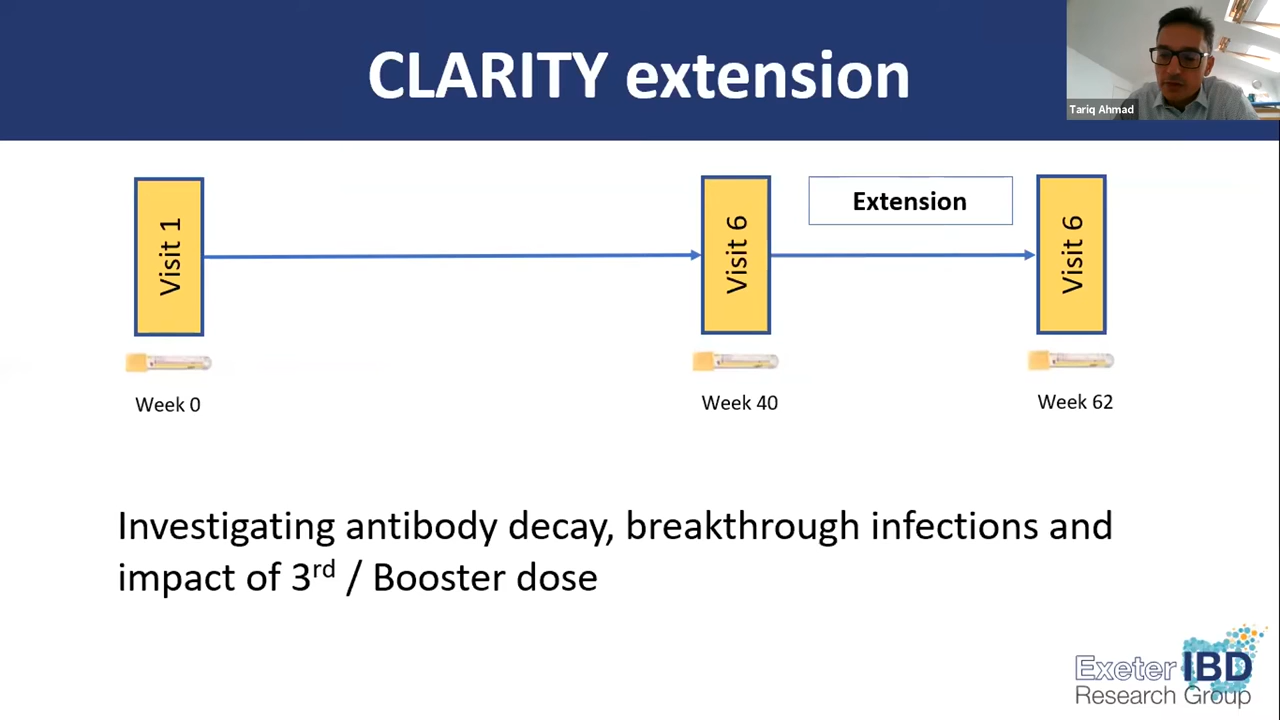 CLARITY extension
Tariq Ahmad
Visit 1
Visit 6
Extension
Visit 6
Week 0
Week 40
Week 62
Investigating antibody decay, breakthrough infections and
impact of 3rd / Booster dose
Exeter IBD
Research Group